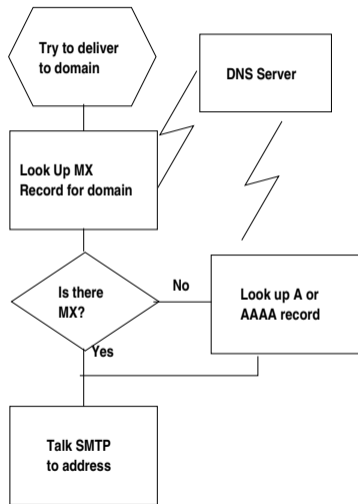 Try to deliver
to domain
DNS Server
Look Up MX
Record for domain
Is there
MX?
No
Look up A or
AAAA record
Yes
Talk SMTP
to address